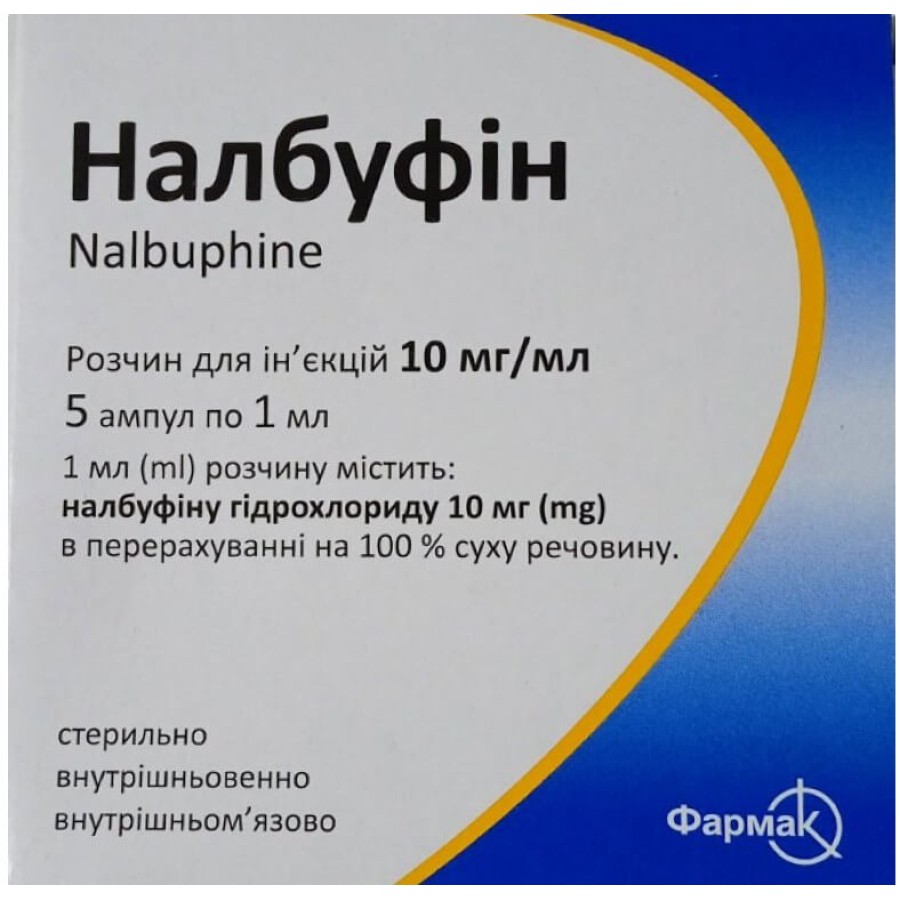 Налбуфін
Nalbuphine
Розчин для ін’єкцій 10 мг/мл
5 ампул по 1 мл
1 мл (ml) розчину містить:
налбуфіну гідрохлориду 10 мг (mg)
в перерахуванні на 100 % суху речовину.
стерильно
внутрішньовенно
внутрішньом’язово
Фармак